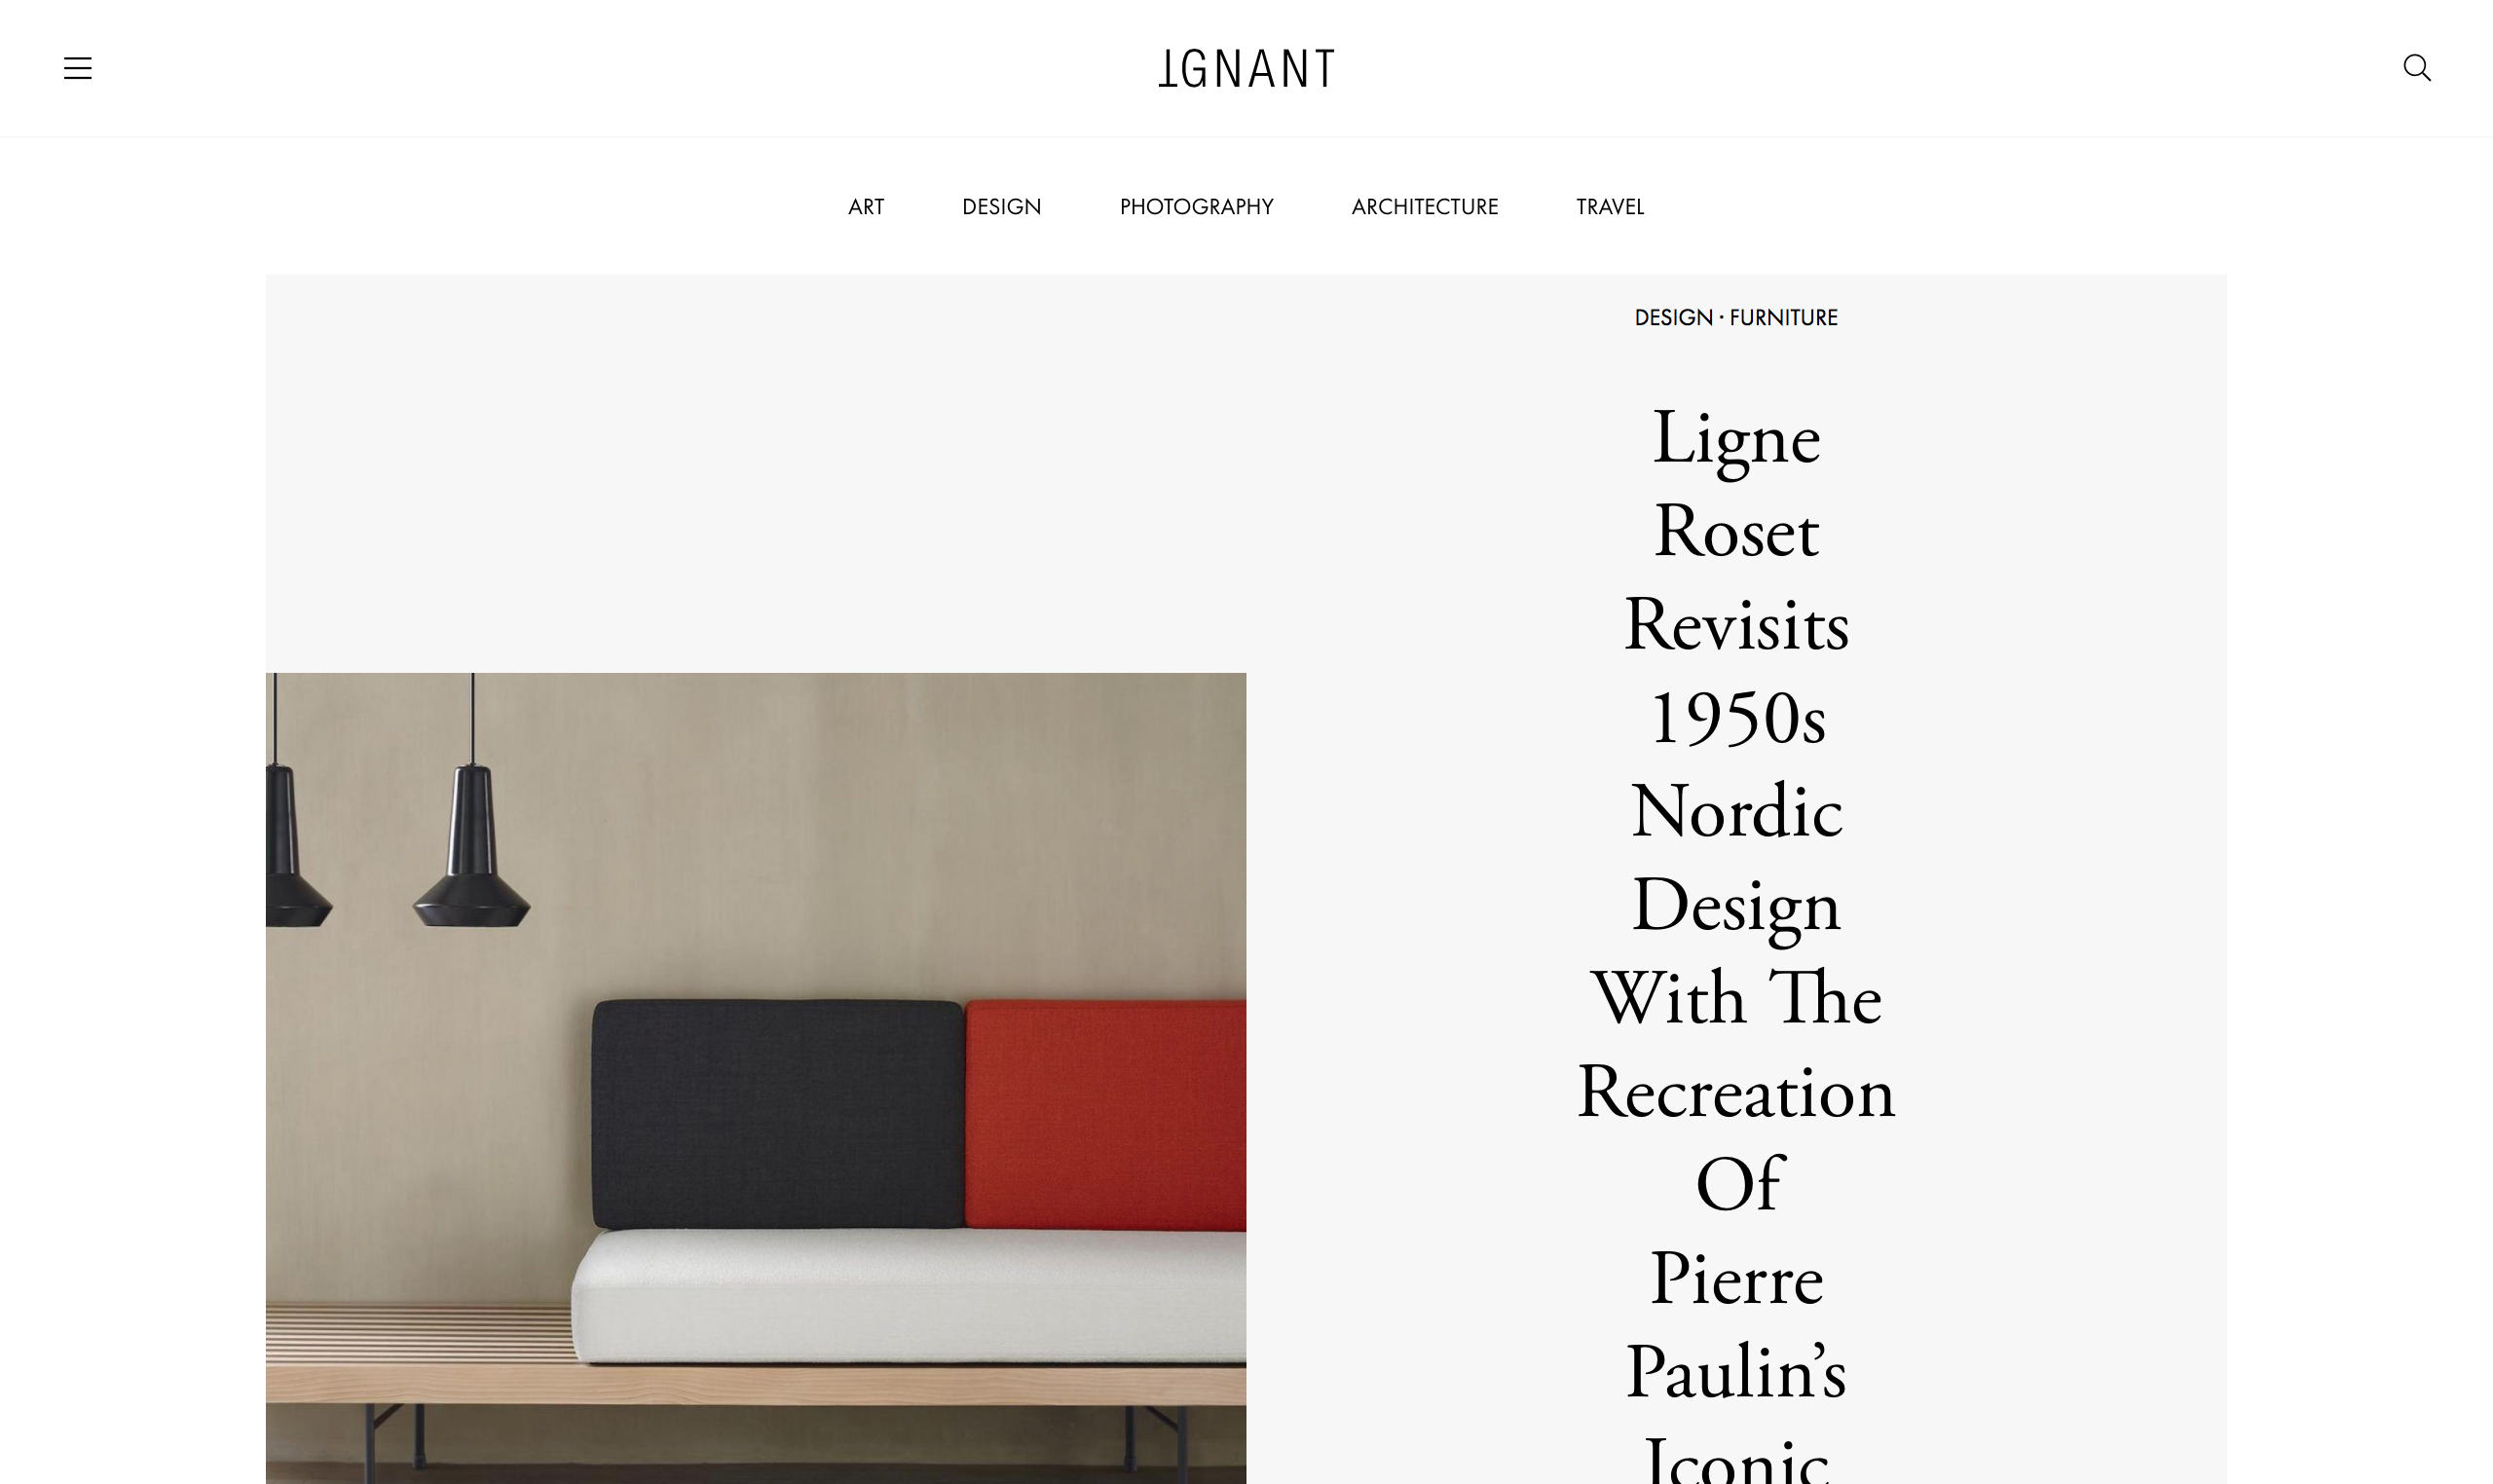 IGNANT
ART DESIGN PHOTOGRAPHY ARCHITECTURE TRAVEL
DESIGN · FURNITURE
Ligne
Roset
Revisits
1950s
Nordic
Design
With The
Recreation
Of
Pierre
Paulin’s
Iconic